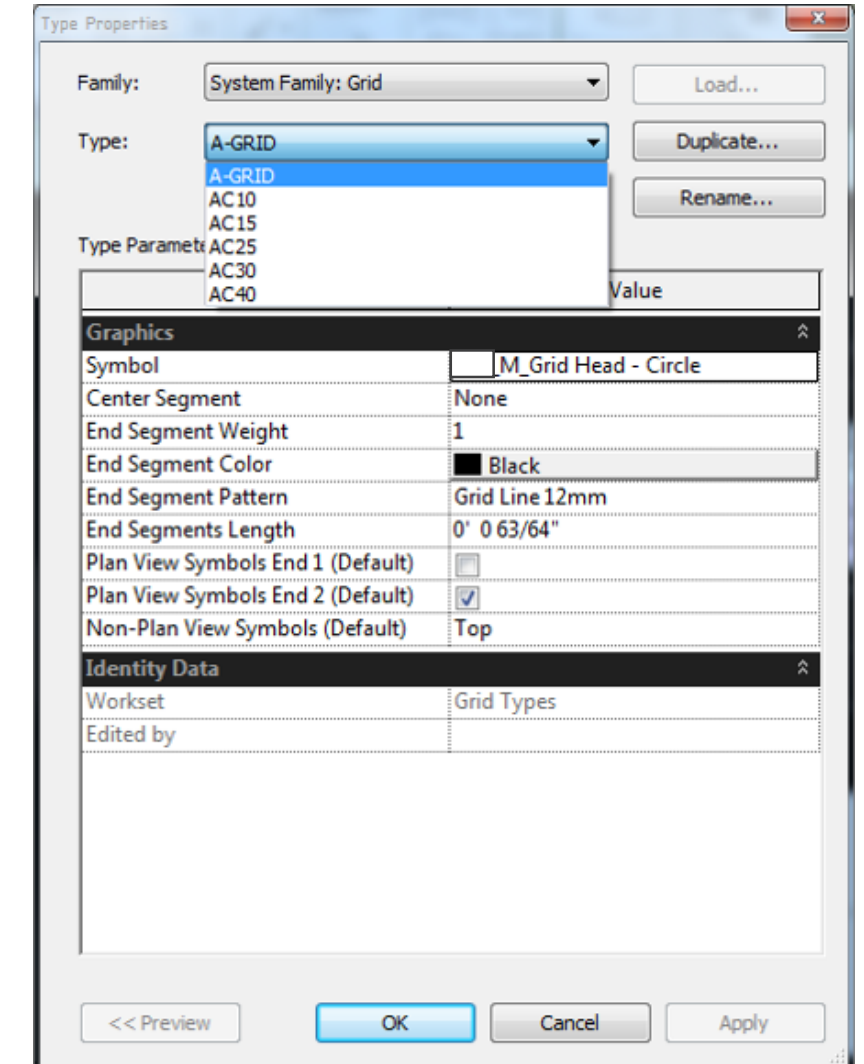 Type Properties
Family: System Family: Grid Load...
Type: A-GRID Duplicate...
A-GRID
AC10 Rename...
AC15
Type Paramete AC25
AC30
AC40 Value
Graphics
Symbol _M_Grid Head - Circle
Center Segment None
End Segment Weight 1
End Segment Color Black
End Segment Pattern Grid Line 12mm
End Segments Length 0' 0 63/64"
Plan View Symbols End 1 (Default)
Plan View Symbols End 2 (Default)
Non-Plan View Symbols (Default) Top
Identity Data
Workset Grid Types
Edited by
<< Preview OK Cancel Apply